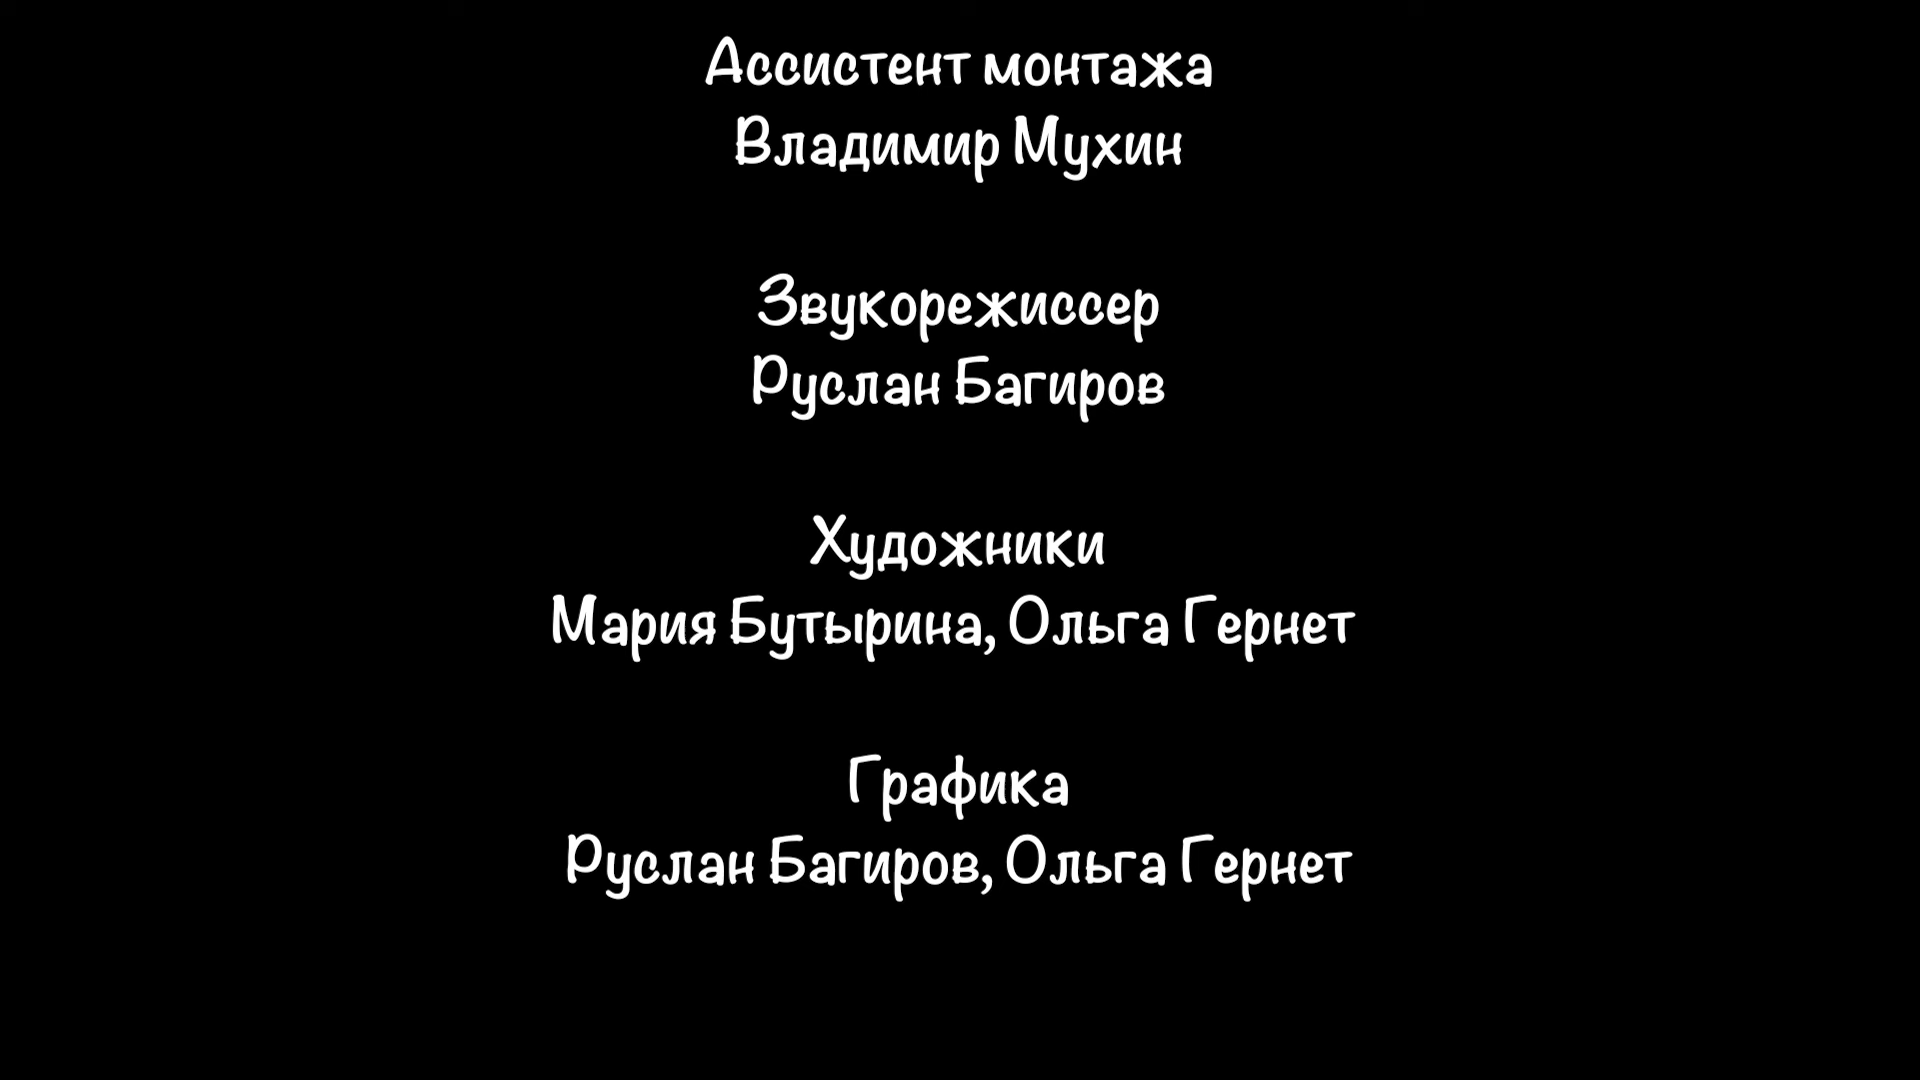 Ассистент монтажа
Владимир Мухин
Звукорежиссер
Руслан Багиров
Художники
Мария Бутырина, Ольга Гернет
Графика
Руслан Багиров, Ольга Гернет